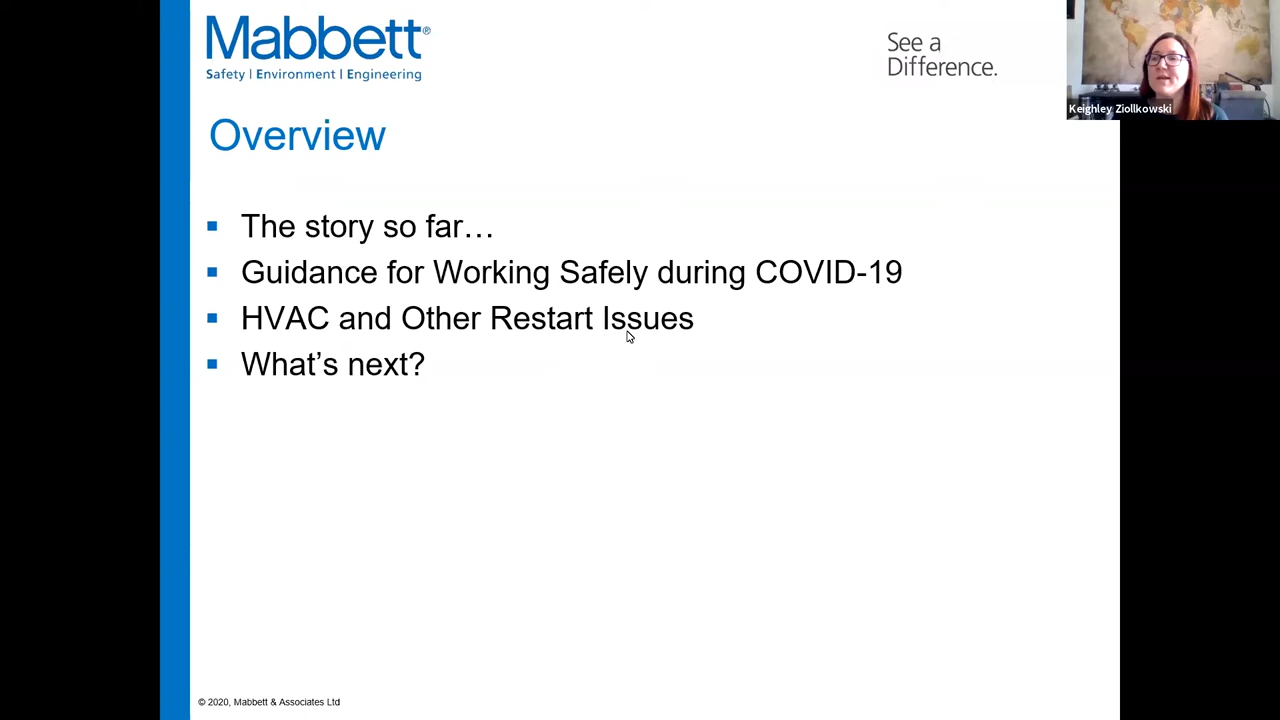 Mabbett®
Safety | Environment | Engineering
See a
Difference.
Keighley Ziollkowski
Overview
The story so far…
Guidance for Working Safely during COVID-19
HVAC and Other Restart Issues
What’s next?
© 2020, Mabbett & Associates Ltd